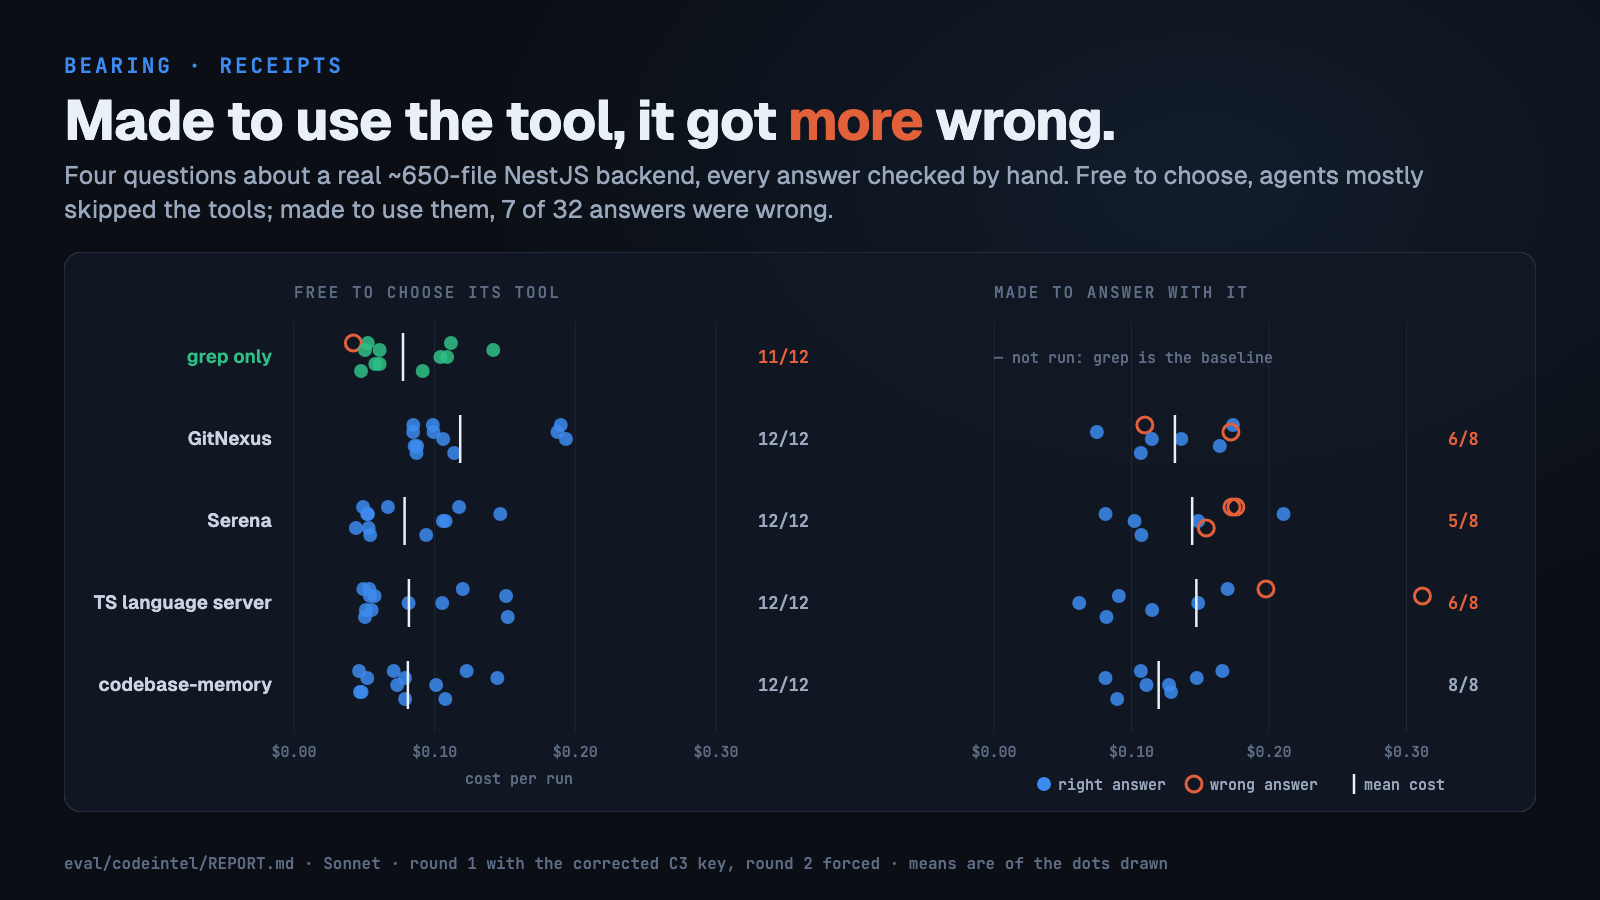 BEARING · RECEIPTS
Made to use the tool, it got more wrong.
Four questions about a real ~650-file NestJS backend, every answer checked by hand. Free to choose, agents mostly
skipped the tools; made to use them, 7 of 32 answers were wrong.
FREE TO CHOOSE ITS TOOL
MADE TO ANSWER WITH IT
grep only
11/12
— not run: grep is the baseline
GitNexus
12/12
6/8
Serena
12/12
5/8
TS language server
12/12
6/8
codebase-memory
12/12
8/8
$0.00 $0.10 $0.20 $0.30
$0.00 $0.10 $0.20 $0.30
cost per run
right answer wrong answer mean cost
eval/codeintel/REPORT.md · Sonnet · round 1 with the corrected C3 key, round 2 forced · means are of the dots drawn